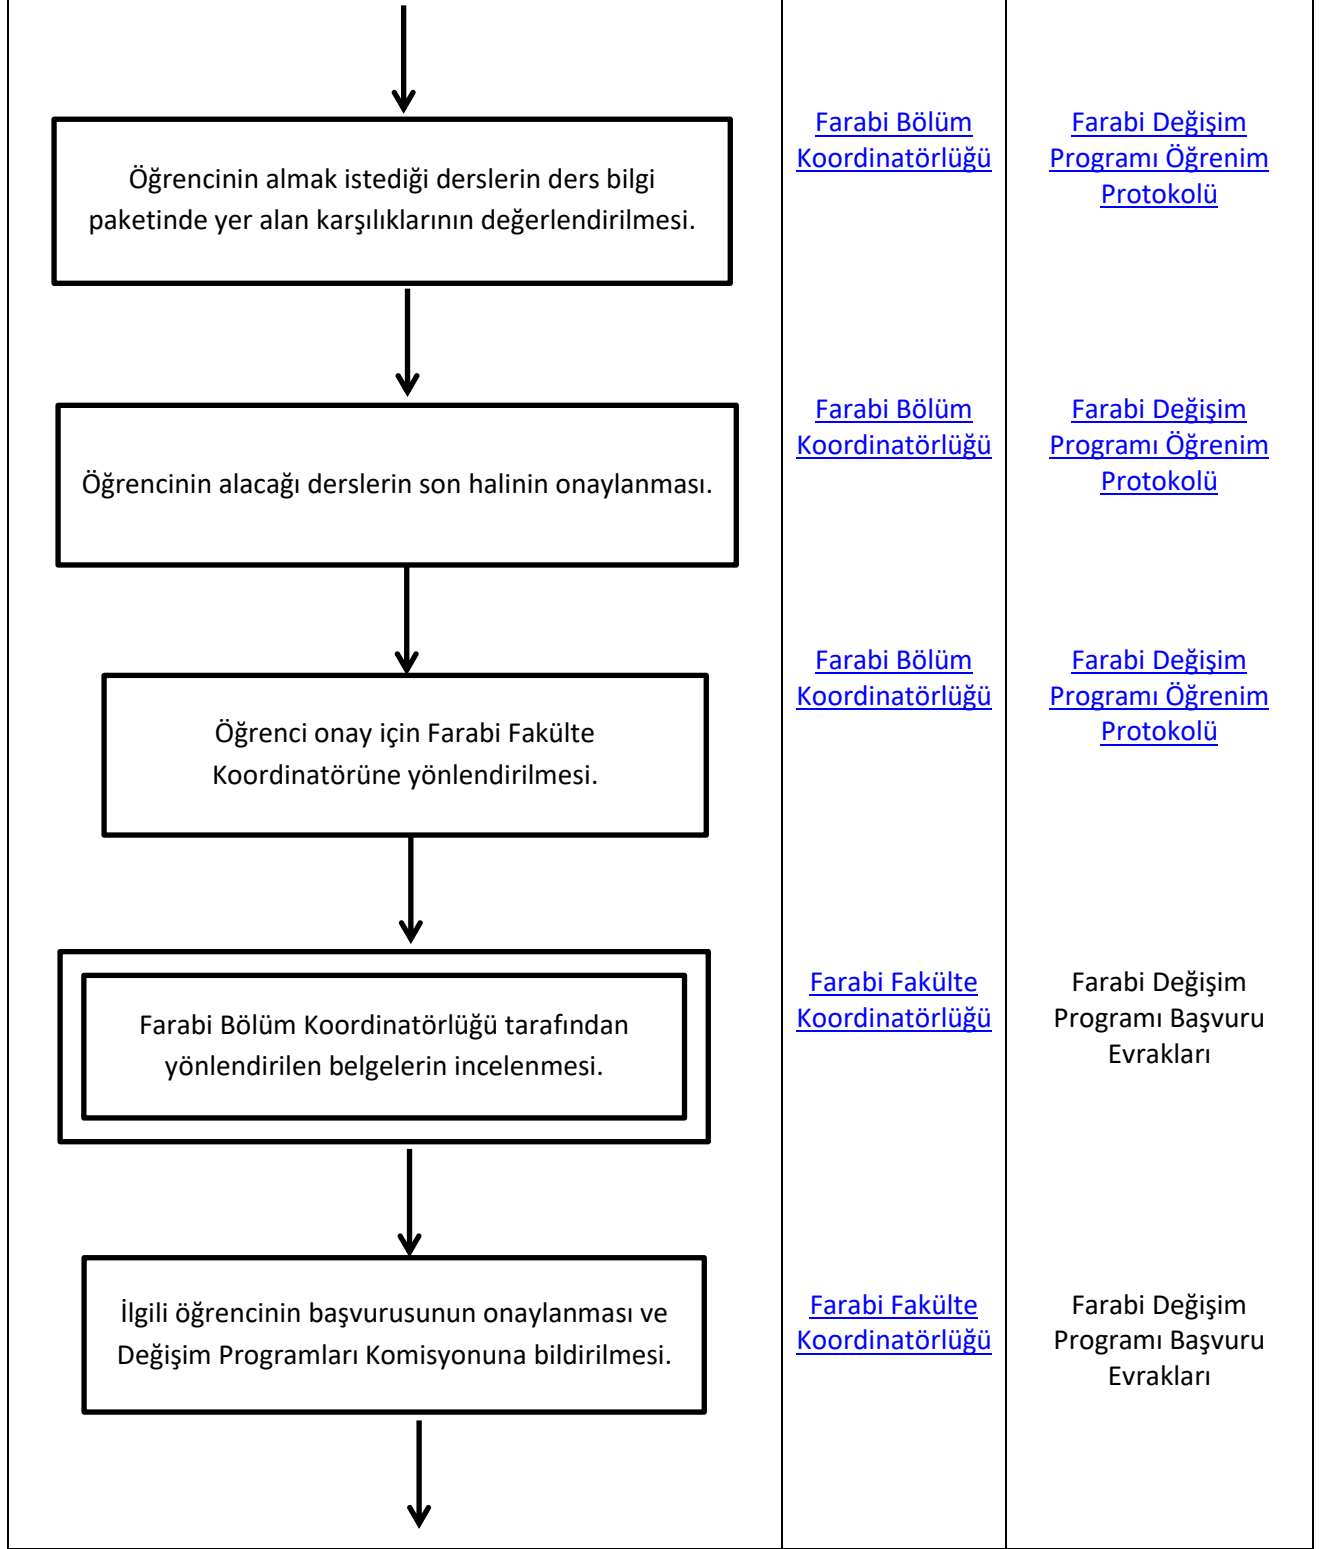 Öğrencinin almak istediği derslerin ders bilgi
paketinde yer alan karşılıklarının değerlendirilmesi.
Farabi Bölüm
Koordinatörlüğü
Farabi Değişim
Programı Öğrenim
Protokolü
Öğrencinin alacağı derslerin son halinin onaylanması.
Farabi Bölüm
Koordinatörlüğü
Farabi Değişim
Programı Öğrenim
Protokolü
Öğrenci onay için Farabi Fakülte
Koordinatörüne yönlendirilmesi.
Farabi Bölüm
Koordinatörlüğü
Farabi Değişim
Programı Öğrenim
Protokolü
Farabi Bölüm Koordinatörlüğü tarafından
yönlendirilen belgelerin incelenmesi.
Farabi Fakülte
Koordinatörlüğü
Farabi Değişim
Programı Başvuru
Evrakları
İlgili öğrencinin başvurusunun onaylanması ve
Değişim Programları Komisyonuna bildirilmesi.
Farabi Fakülte
Koordinatörlüğü
Farabi Değişim
Programı Başvuru
Evrakları